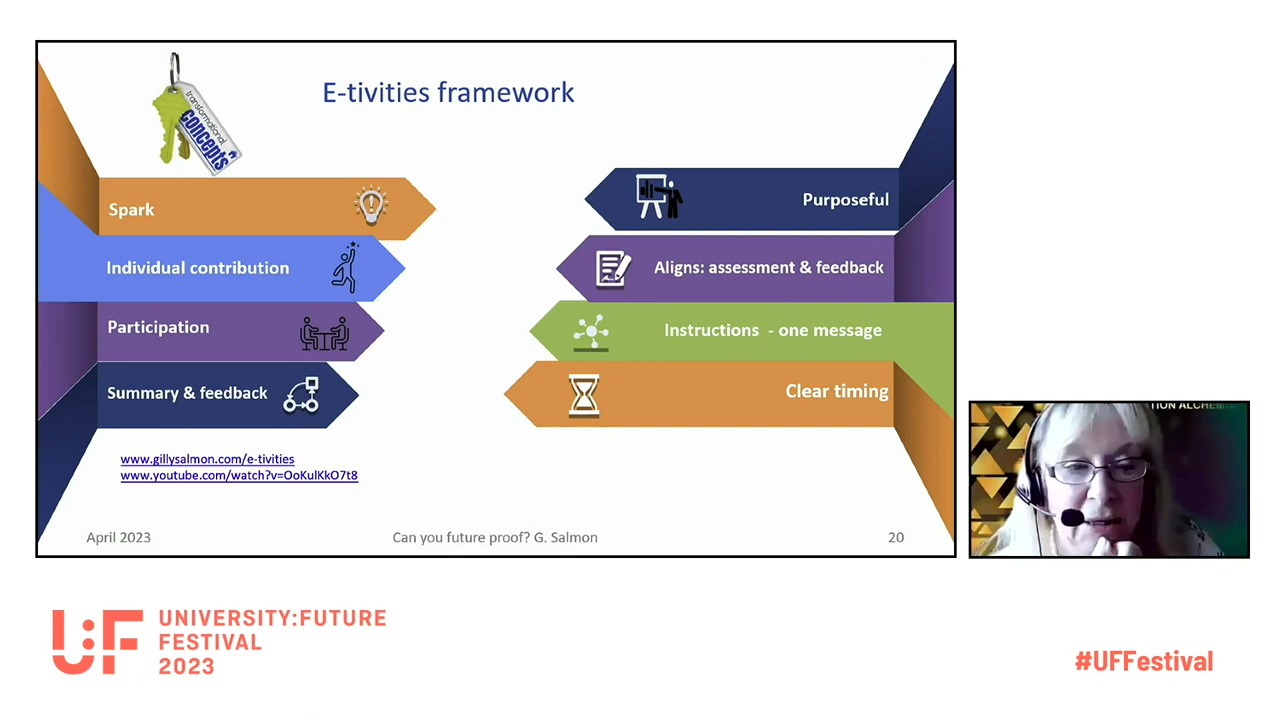 E-tivities framework
transformational
concepts
Spark
Individual contribution
Participation
Summary & feedback
Purposeful
Aligns: assessment & feedback
Instructions - one message
Clear timing
www.gillysalmon.com/e-tivities
www.youtube.com/watch?v=OoKulKkO7t8
April 2023
Can you future proof? G. Salmon
20
U:F
UNIVERSITY:FUTURE
FESTIVAL
2023
#UFFestival